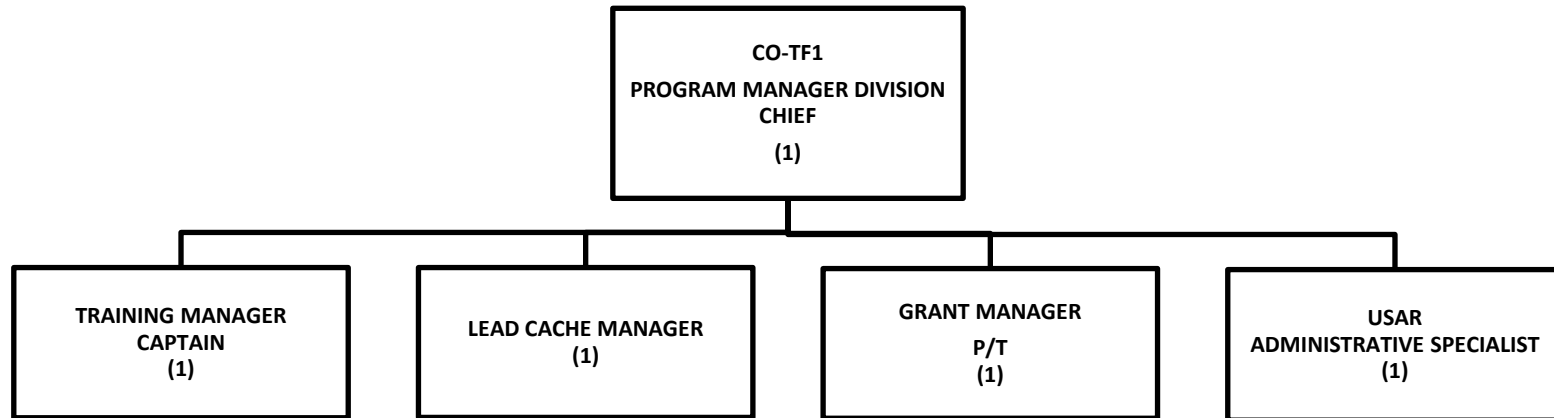 CO-TF1
PROGRAM MANAGER DIVISION
CHIEF
(1)
TRAINING MANAGER
CAPTAIN
(1)
LEAD CACHE MANAGER
(1)
GRANT MANAGER
P/T
(1)
USAR
ADMINISTRATIVE SPECIALIST
(1)